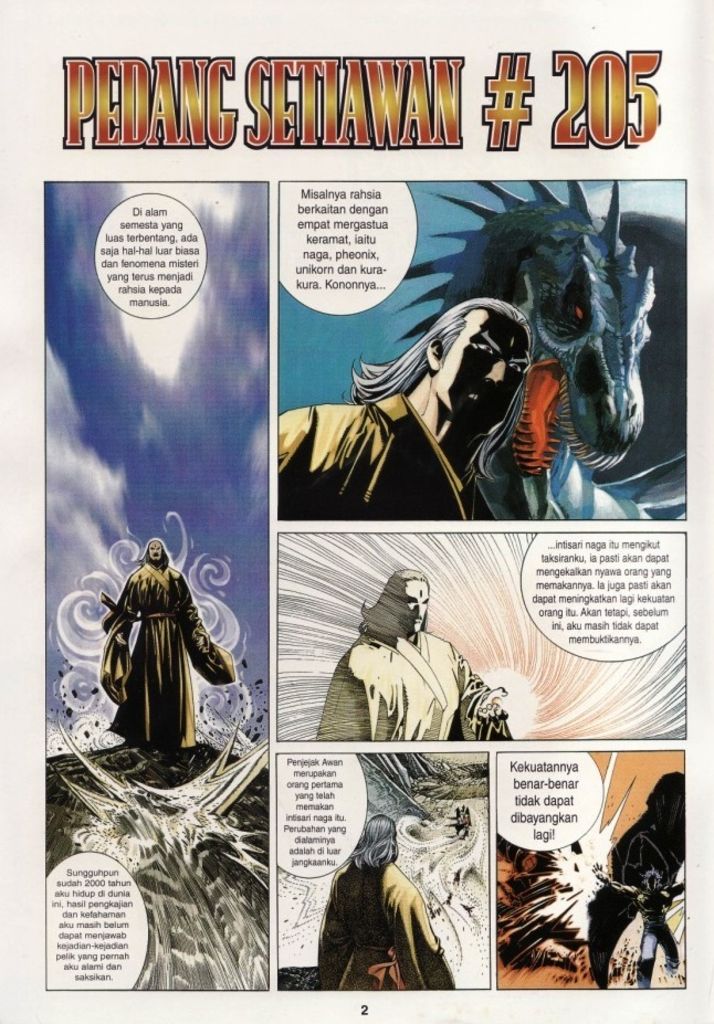 PEDANG SETIAWAN # 205
Di alam
semesta yang
luas terbentang, ada
saja hal-hal luar biasa
dan fenomena misteri
yang terus menjadi
rahsia kepada
manusia.
Sungguhpun
sudah 2000 tahun
aku hidup di dunia
ini, hasil pengkajian
dan kefahaman
aku masih belum
dapat menjawab
kejadian-kejadian
pelik yang pernah
aku alami dan
saksikan.
Misalnya rahsia
berkaitan dengan
empat mergastua
keramat, iaitu
naga, pheonix,
unikorn dan kura-
kura. Kononnya...
...intisari naga itu mengikut
taksiranku, ia pasti akan dapat
mengekalkan nyawa orang yang
memakannya. Ia juga pasti akan
dapat meningkatkan lagi kekuatan
orang itu. Akan tetapi, sebelum
ini, aku masih tidak dapat
membuktikannya.
Penjejak Awan
merupakan
orang pertama
yang telah
memakan
intisari naga itu.
Perubahan yang
dialaminya
adalah di luar
jangkaanku.
Kekuatannya
benar-benar
tidak dapat
dibayangkan
lagi!
2